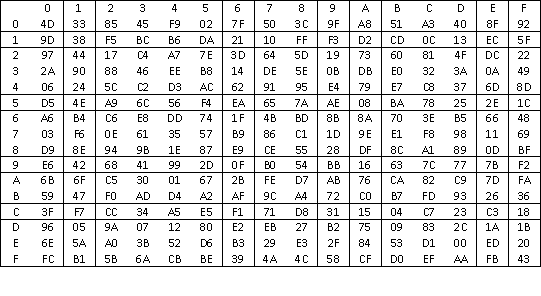 0 1 2 3 4 5 6 7 8 9 A B C D E F
0 4D 33 85 45 F9 02 7F 50 3C 9F A8 51 A3 40 8F 92
1 9D 38 F5 BC B6 DA 21 10 FF F3 D2 CD 0C 13 EC 5F
2 97 44 17 C4 A7 7E 3D 64 5D 19 73 60 81 4F DC 22
3 2A 90 88 46 EE B8 14 DE 5E 0B DB E0 32 3A 0A 49
4 06 24 5C C2 D3 AC 62 91 95 E4 79 E7 C8 37 6D 8D
5 D5 4E A9 6C 56 F4 EA 65 7A AE 08 BA 78 25 2E 1C
6 A6 B4 C6 E8 DD 74 1F 4B BD 8B 8A 70 3E B5 66 48
7 03 F6 0E 61 35 57 B9 86 C1 1D 9E E1 F8 98 11 69
8 D9 8E 94 9B 1E 87 E9 CE 55 28 DF 8C A1 89 0D BF
9 E6 42 68 41 99 2D 0F B0 54 BB 16 63 7C 77 7B F2
A 6B 6F C5 30 01 67 2B FE D7 AB 76 CA 82 C9 7D FA
B 59 47 F0 AD D4 A2 AF 9C A4 72 C0 B7 FD 93 26 36
C 3F F7 CC 34 A5 E5 F1 71 D8 31 15 04 C7 23 C3 18
D 96 05 9A 07 12 80 E2 EB 27 B2 75 09 83 2C 1A 1B
E 6E 5A A0 3B 52 D6 B3 29 E3 2F 84 53 D1 00 ED 20
F FC B1 5B 6A CB BE 39 4A 4C 58 CF D0 EF AA FB 43